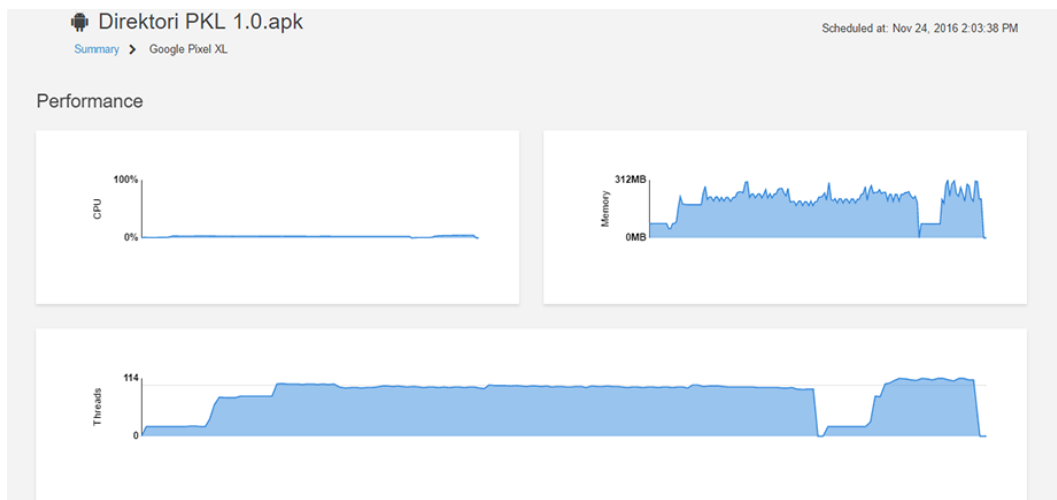 Direktori PKL 1.0.apk
Scheduled at: Nov 24, 2016 2:03:38 PM
Summary > Google Pixel XL
Performance
100%
CPU
0%
312MB
Memory
0MB
114
Threads
0